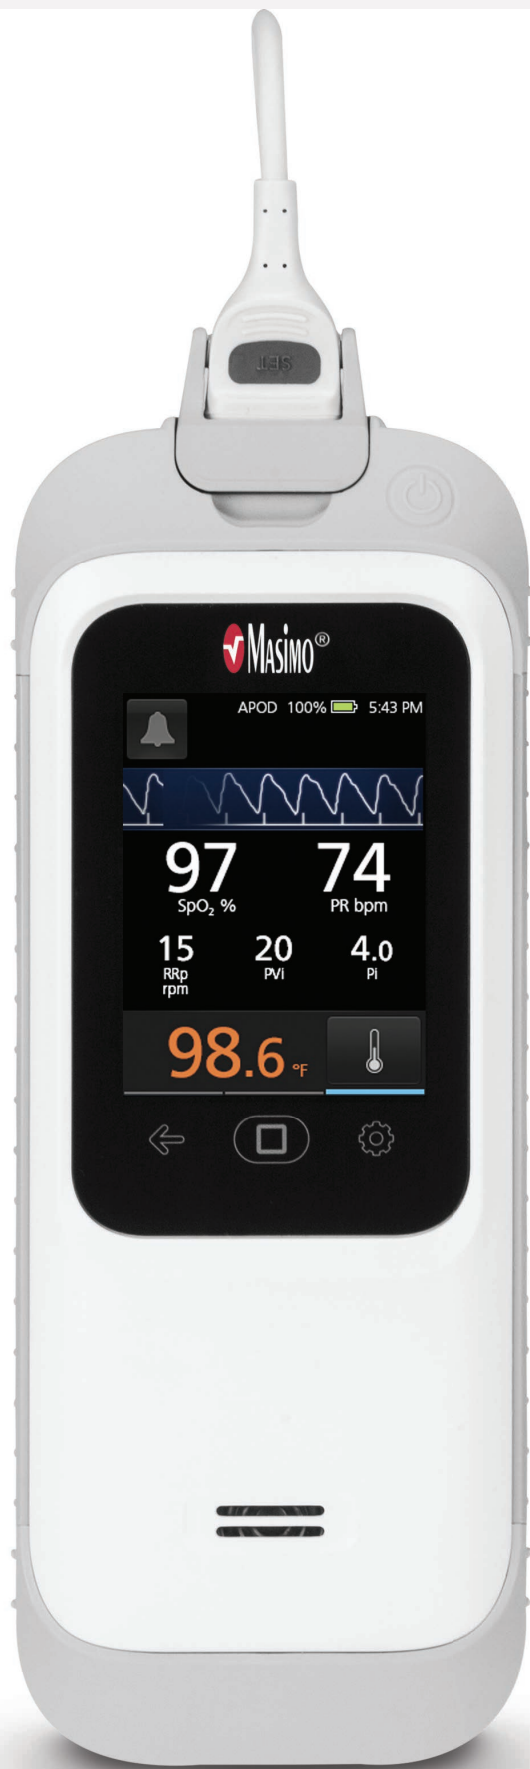 SET
Masimo®
APOD 100% 5:43 PM
97 74
SpO₂ % PR bpm
15 20 4.0
RRp PVi Pi
rpm
98.6 °F